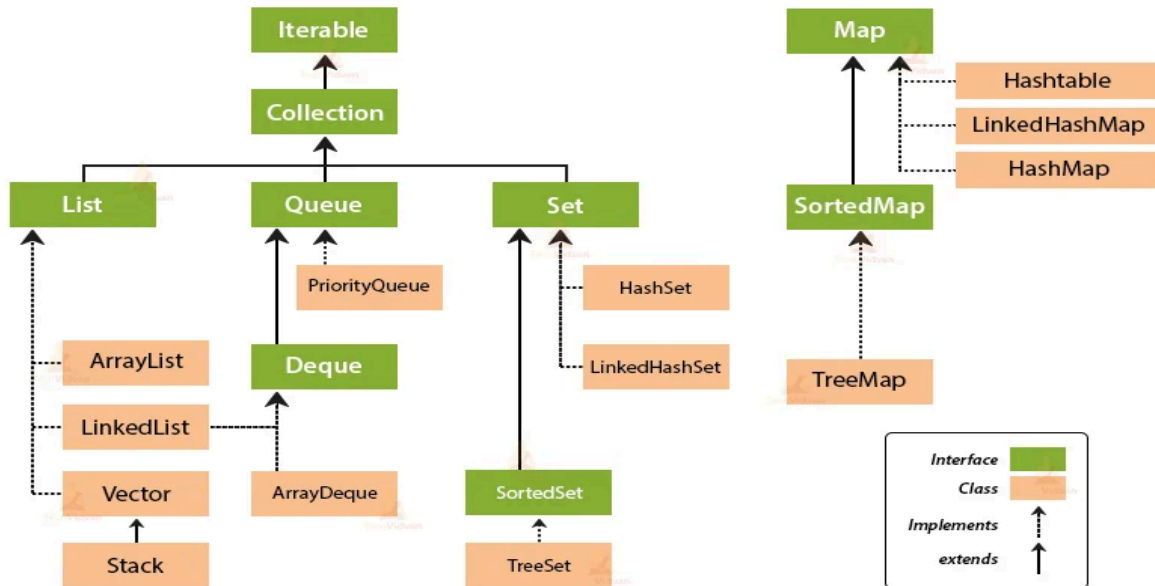 Iterable
Map
Hashtable
Collection
LinkedHashMap
HashMap
List
Queue
Set
SortedMap
PriorityQueue
HashSet
ArrayList
Deque
LinkedHashSet
TreeMap
LinkedList
Interface
Class
Vector
ArrayDeque
SortedSet
Implements
Stack
TreeSet
extends